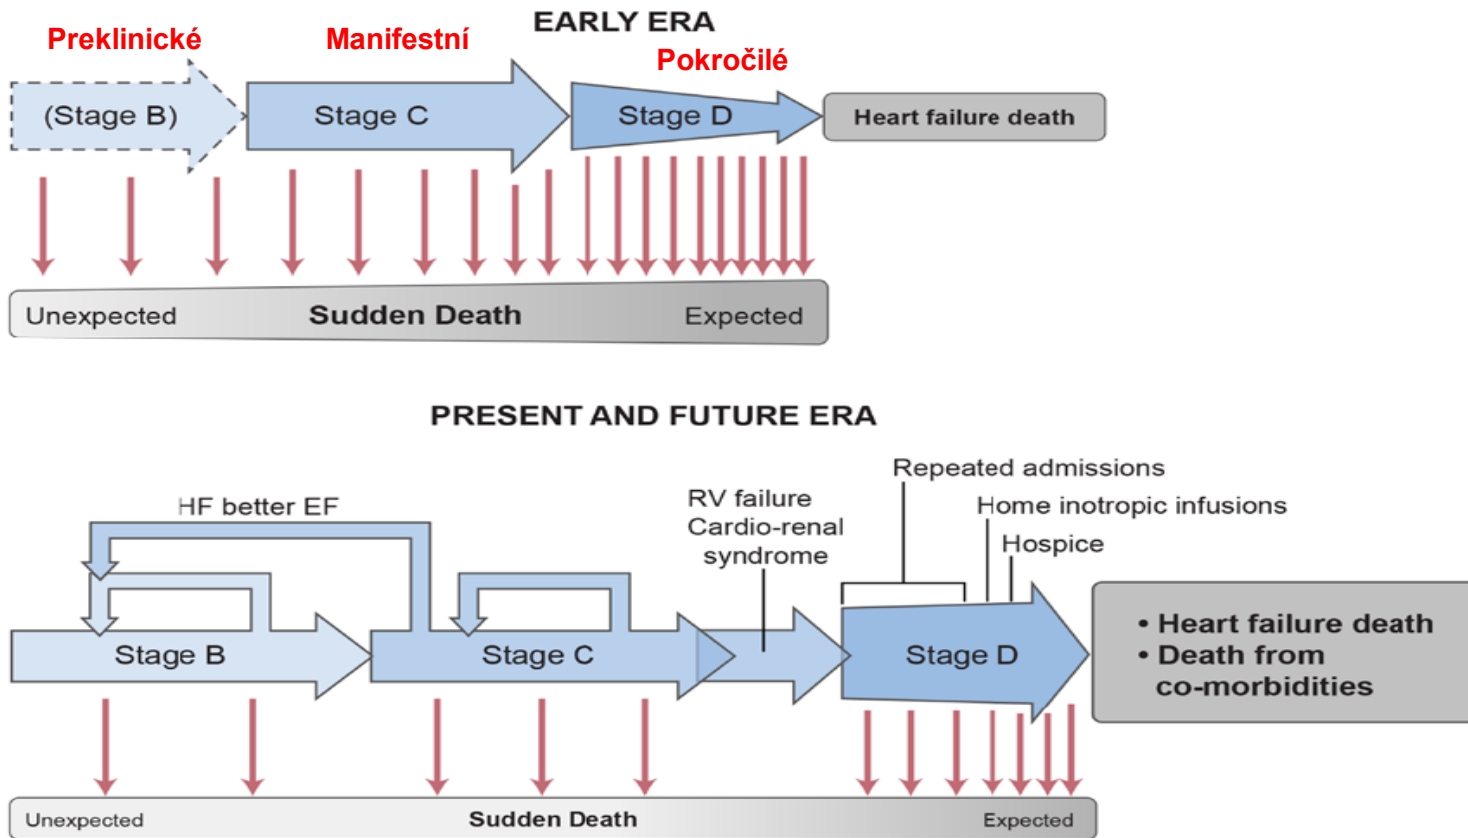 EARLY ERA
Preklinické
Manifestní
Pokročilé
(Stage B)
Stage C
Stage D
Heart failure death
Unexpected
Sudden Death
Expected
PRESENT AND FUTURE ERA
HF better EF
RV failure
Cardio-renal
syndrome
Repeated admissions
Home inotropic infusions
Hospice
Stage B
Stage C
Stage D
• Heart failure death
• Death from
co-morbidities
Unexpected
Sudden Death
Expected